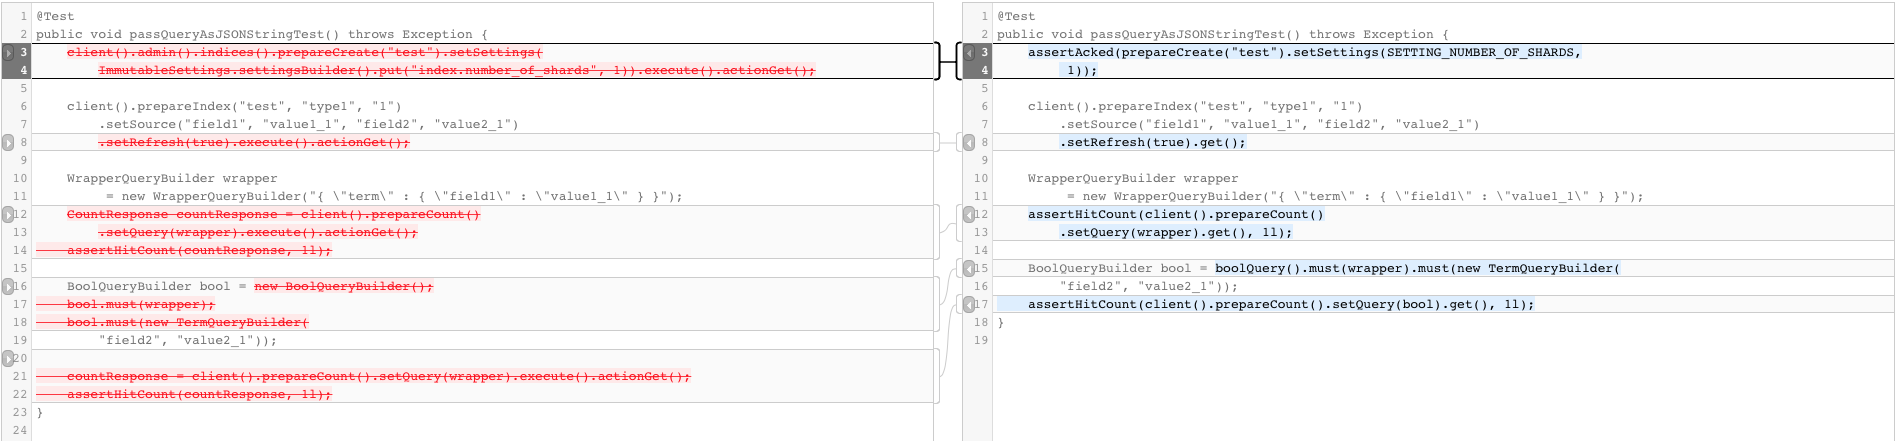 1 @Test
2 public void passQueryAsJSONStringTest() throws Exception {
3 client().admin().indices().prepareCreate("test").setSettings(
4 ImmutableSettings.settingsBuilder().put("index.number_of_shards", 1)).execute().actionGet();
5
6 client().prepareIndex("test", "type1", "1")
7 .setSource("field1", "value1_1", "field2", "value2_1")
8 .setRefresh(true).execute().actionGet();
9
10 WrapperQueryBuilder wrapper
11 = new WrapperQueryBuilder("{ \"term\" : { \"field1\" : \"value1_1\" } }");
12 CountResponse countResponse = client().prepareCount()
13 .setQuery(wrapper).execute().actionGet();
14 assertHitCount(countResponse, 1l);
15
16 BoolQueryBuilder bool = new BoolQueryBuilder();
17 bool.must(wrapper);
18 bool.must(new TermQueryBuilder(
19 "field2", "value2_1"));
20
21 countResponse = client().prepareCount().setQuery(wrapper).execute().actionGet();
22 assertHitCount(countResponse, 1l);
23 }
24
1 @Test
2 public void passQueryAsJSONStringTest() throws Exception {
3 assertAcked(prepareCreate("test").setSettings(SETTING_NUMBER_OF_SHARDS,
4 1));
5
6 client().prepareIndex("test", "type1", "1")
7 .setSource("field1", "value1_1", "field2", "value2_1")
8 .setRefresh(true).get();
9
10 WrapperQueryBuilder wrapper
11 = new WrapperQueryBuilder("{ \"term\" : { \"field1\" : \"value1_1\" } }");
12 assertHitCount(client().prepareCount()
13 .setQuery(wrapper).get(), 1l);
14
15 BoolQueryBuilder bool = boolQuery().must(wrapper).must(new TermQueryBuilder(
16 "field2", "value2_1"));
17 assertHitCount(client().prepareCount().setQuery(bool).get(), 1l);
18 }
19